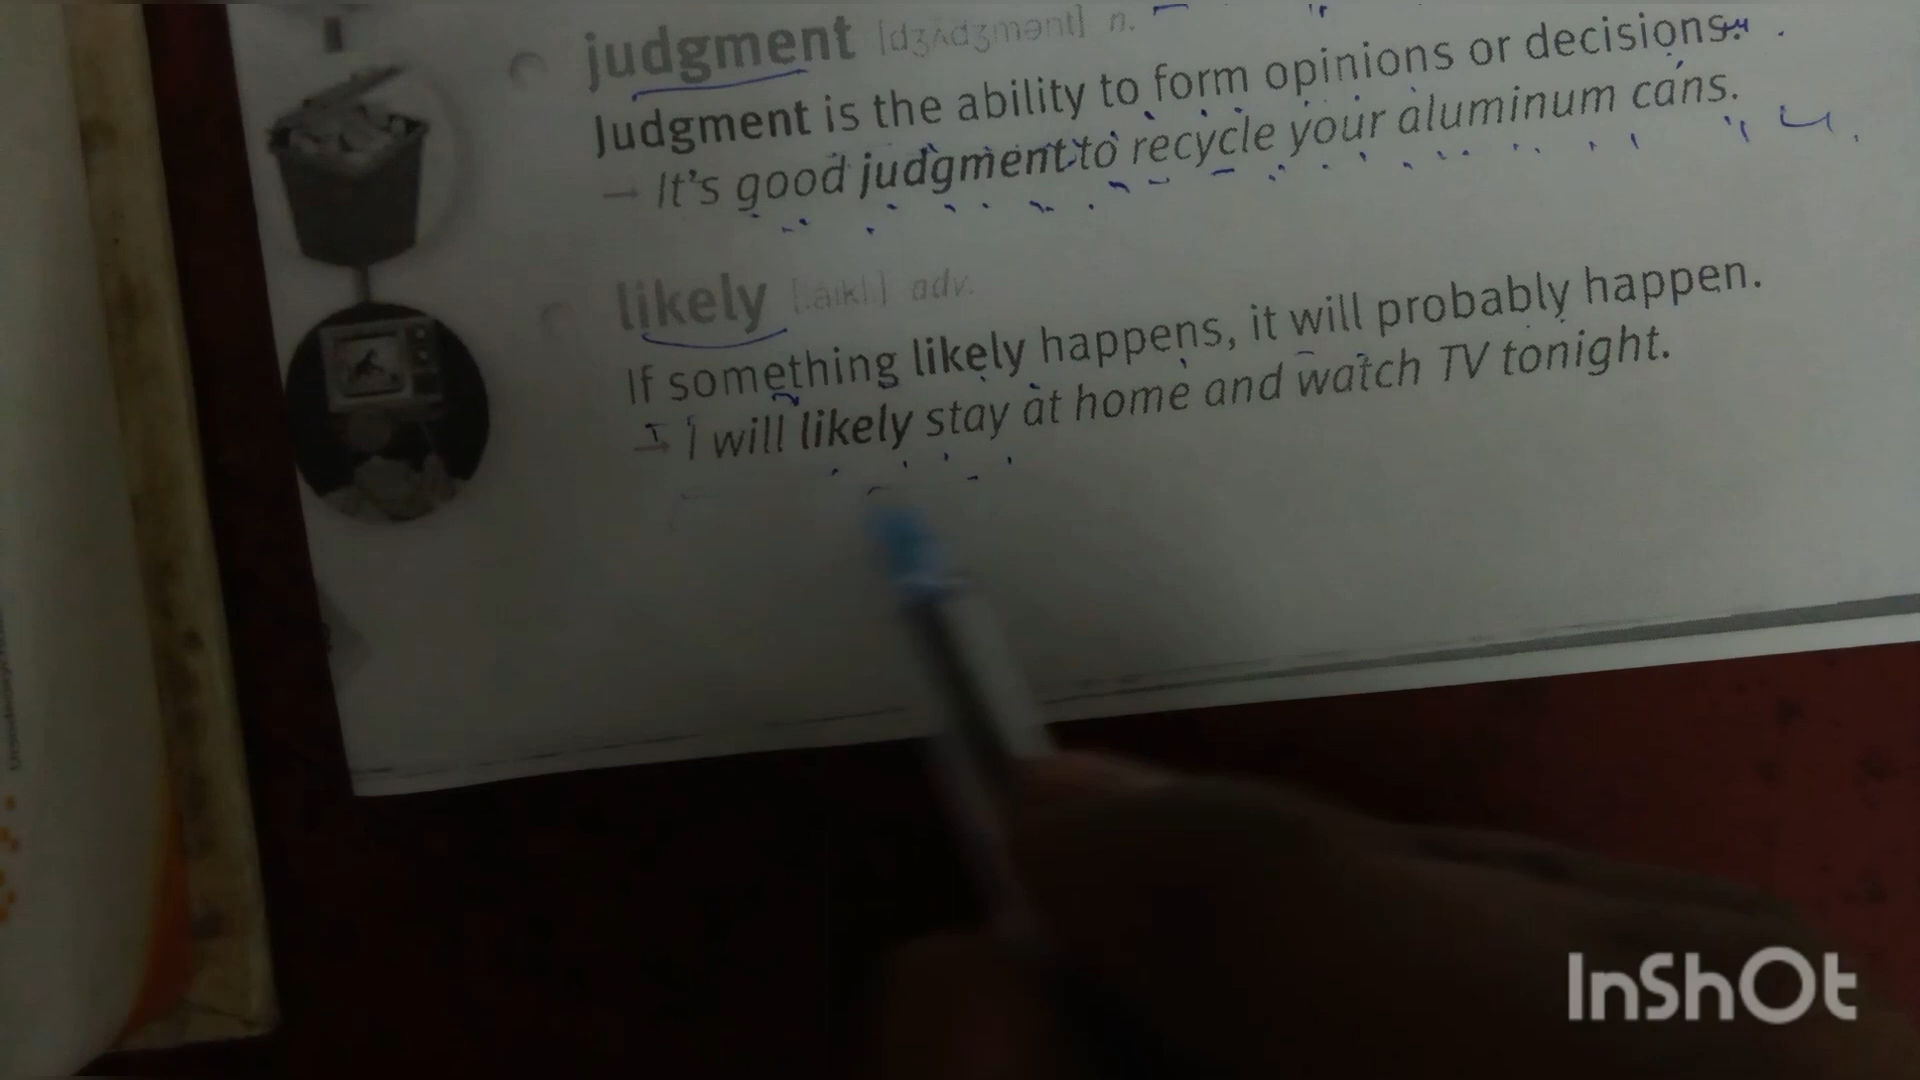 judgment [dʒʌdʒmənt] n.
Judgment is the ability to form opinions or decisions.
→ It's good judgment to recycle your aluminum cans.
likely adv.
If something likely happens, it will probably happen.
→ I will likely stay at home and watch TV tonight.
InShOt